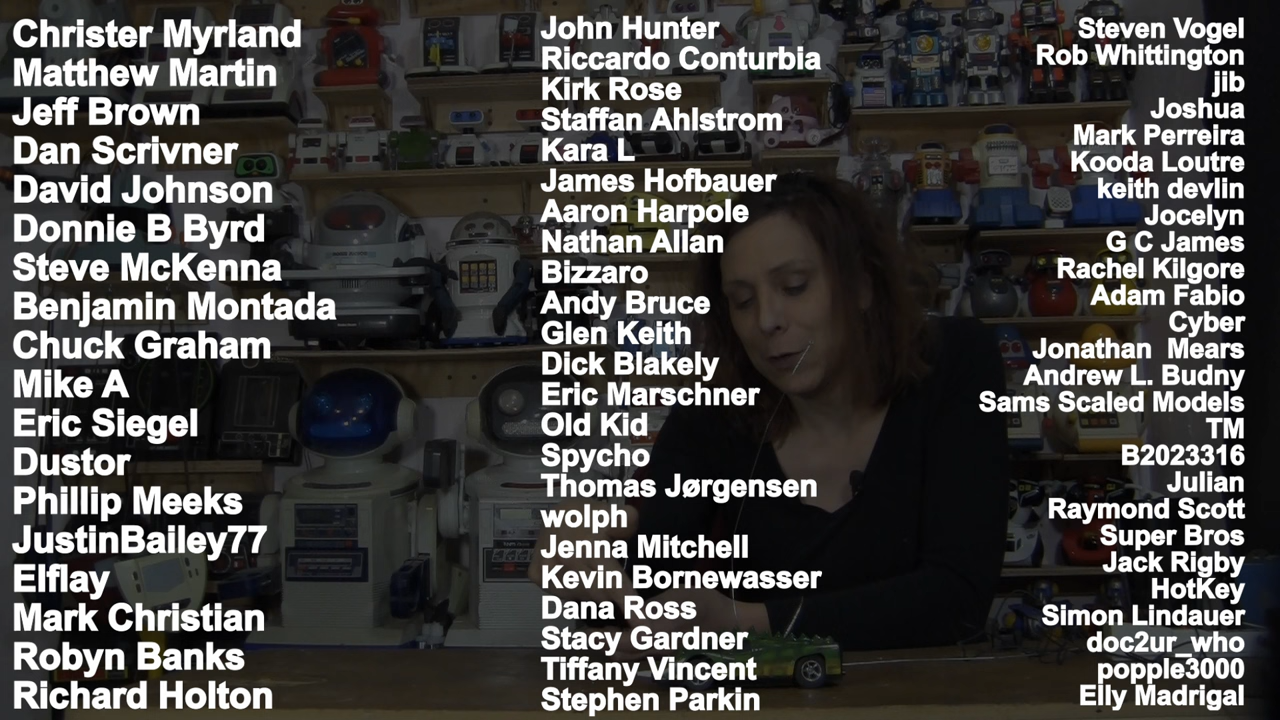 Christer Myrland
Matthew Martin
Jeff Brown
Dan Scrivner
David Johnson
Donnie B Byrd
Steve McKenna
Benjamin Montada
Chuck Graham
Mike A
Eric Siegel
Dustor
Phillip Meeks
JustinBailey77
Elflay
Mark Christian
Robyn Banks
Richard Holton
John Hunter
Riccardo Conturbia
Kirk Rose
Staffan Ahlstrom
Kara L
James Hofbauer
Aaron Harpole
Nathan Allan
Bizzaro
Andy Bruce
Glen Keith
Dick Blakely
Eric Marschner
Old Kid
Spycho
Thomas Jørgensen
wolph
Jenna Mitchell
Kevin Bornewasser
Dana Ross
Stacy Gardner
Tiffany Vincent
Stephen Parkin
Steven Vogel
Rob Whittington
jib
Joshua
Mark Perreira
Kooda Loutre
keith devlin
Jocelyn
G C James
Rachel Kilgore
Adam Fabio
Cyber
Jonathan  Mears
Andrew L. Budny
Sams Scaled Models
TM
B2023316
Julian
Raymond Scott
Super Bros
Jack Rigby
HotKey
Simon Lindauer
doc2ur_who
popple3000
Elly Madrigal